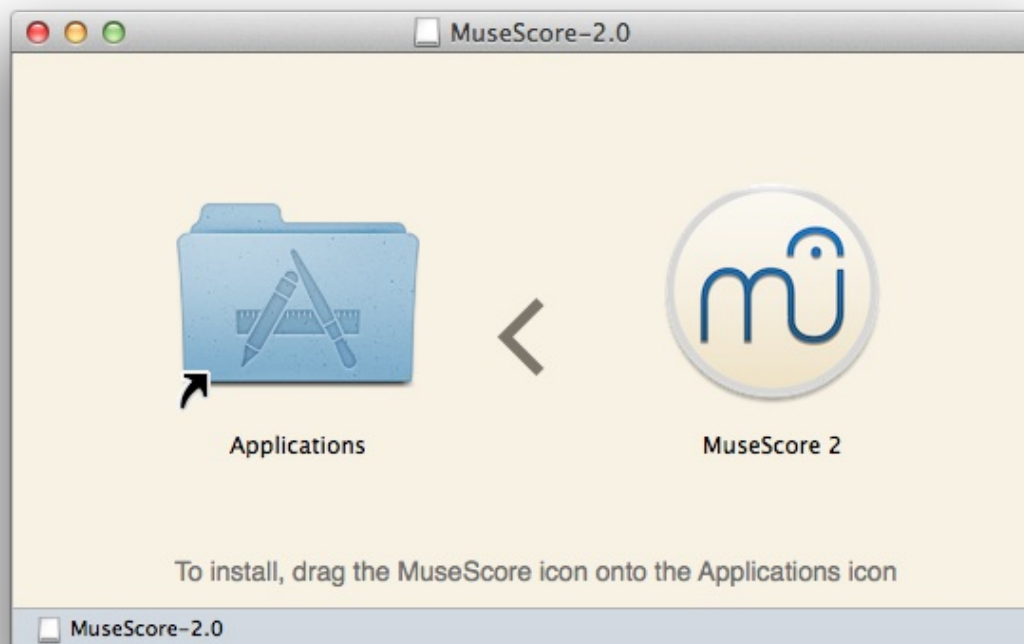 MuseScore-2.0
Applications
MuseScore 2
To install, drag the MuseScore icon onto the Applications icon
MuseScore-2.0